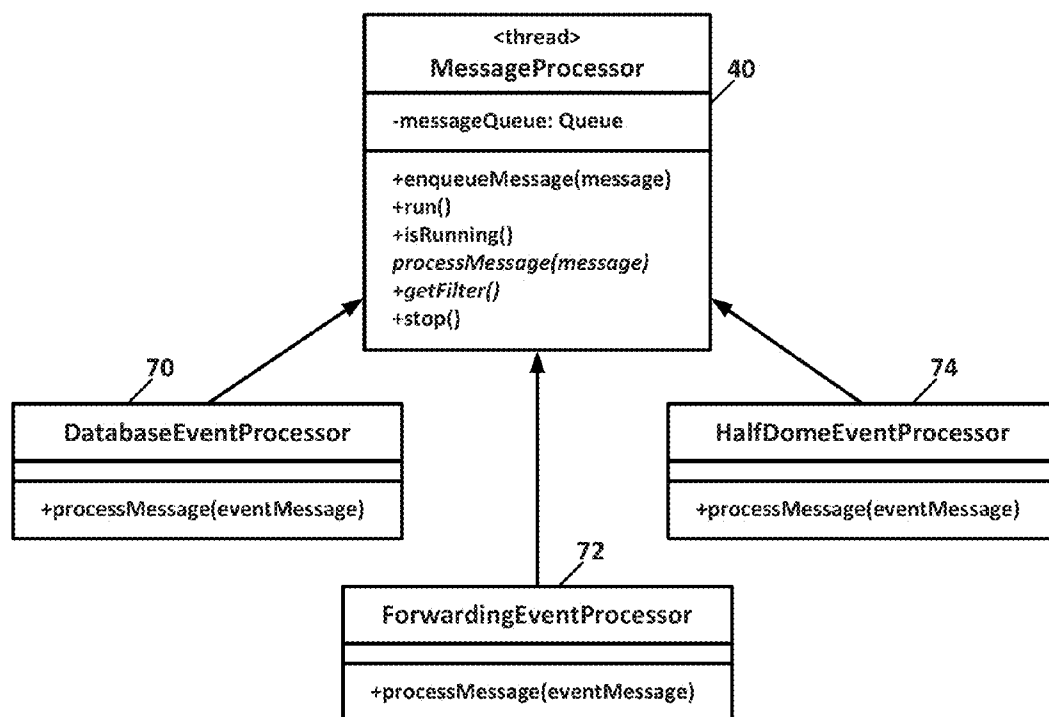 <thread>
MessageProcessor
40
-messageQueue: Queue
+enqueueMessage(message)
+run()
+isRunning()
processMessage(message)
+getFilter()
+stop()
70
74
DatabaseEventProcessor
HalfDomeEventProcessor
+processMessage(eventMessage)
+processMessage(eventMessage)
72
ForwardingEventProcessor
+processMessage(eventMessage)